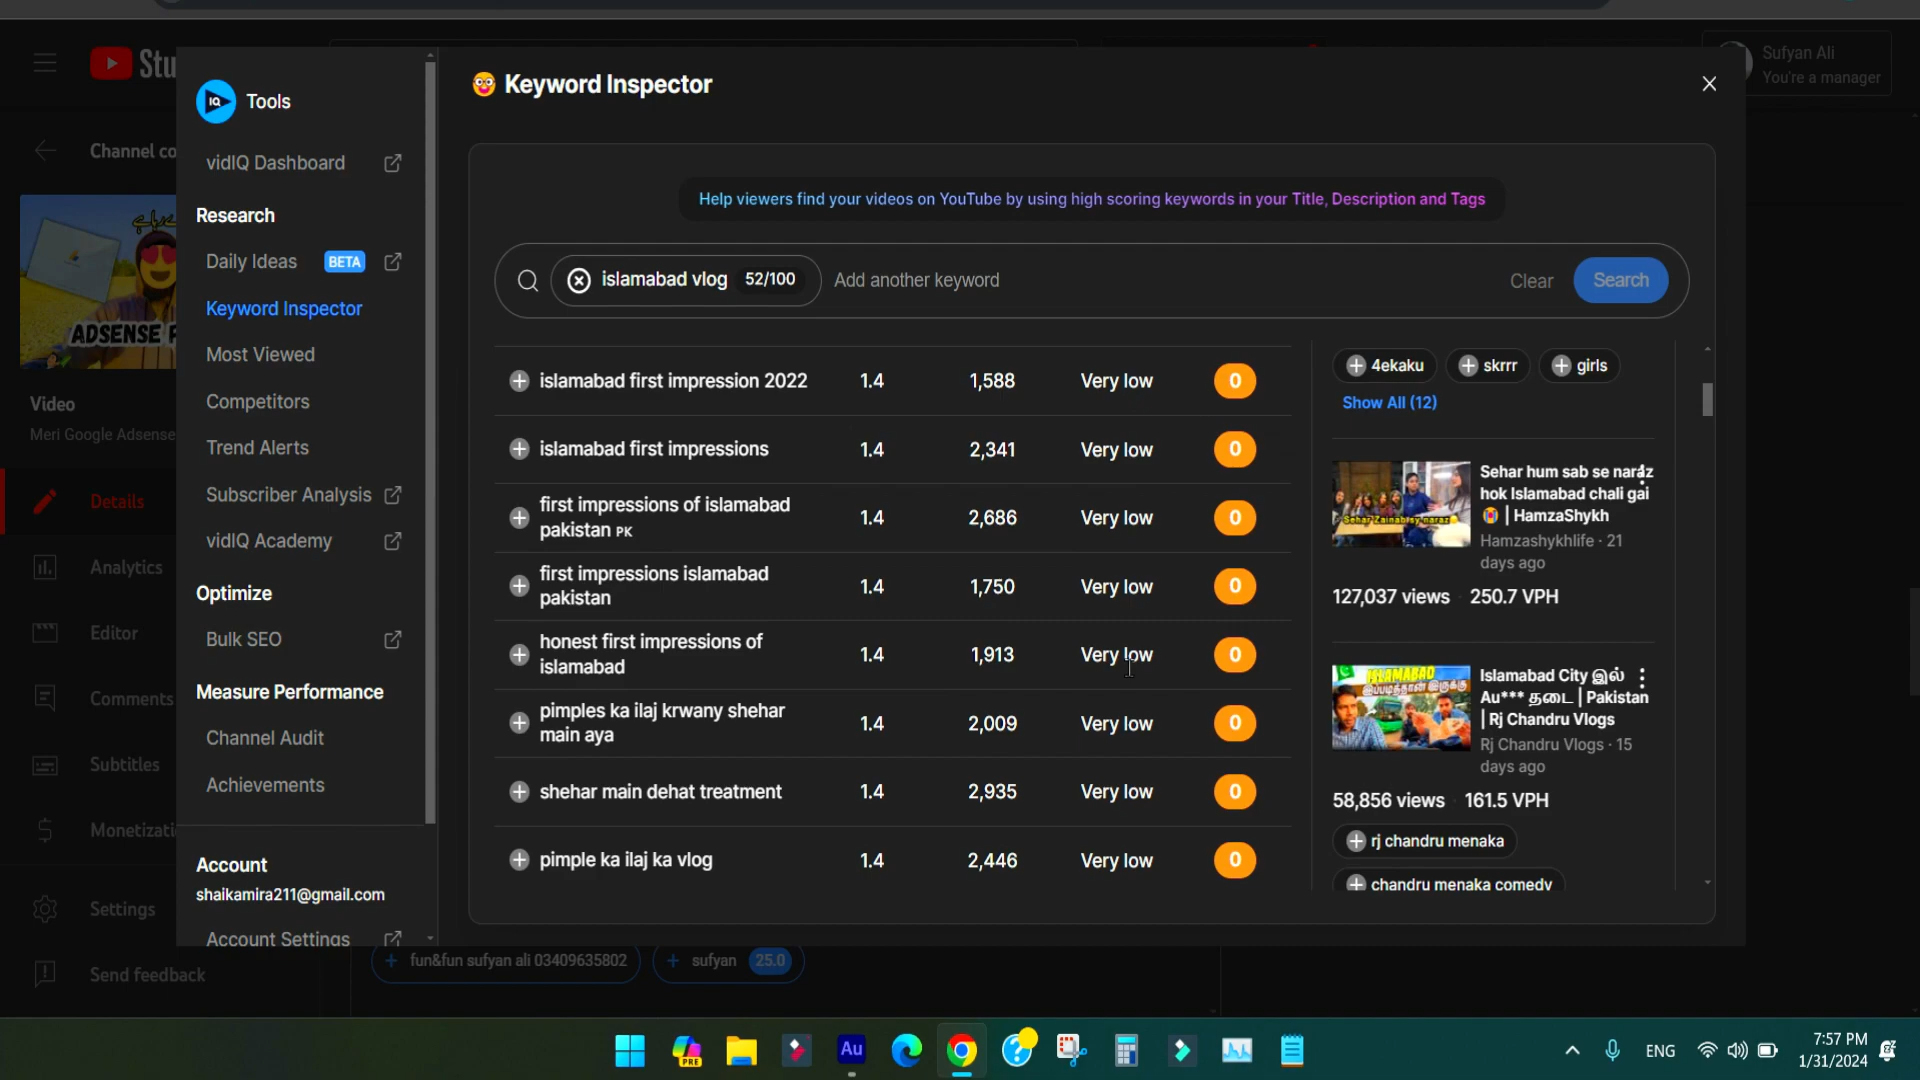 Stu
Sufyan Ali
You're a manager
Channel co
ADSENSE P
Video
Meri Google Adsense
Details
Analytics
Editor
Comments
Subtitles
Monetizati
Settings
Send feedback
IQ
Tools
vidIQ Dashboard
Research
Daily Ideas BETA
Keyword Inspector
Most Viewed
Competitors
Trend Alerts
Subscriber Analysis
vidIQ Academy
Optimize
Bulk SEO
Measure Performance
Channel Audit
Achievements
Account
shaikamira211@gmail.com
Account Settings
Keyword Inspector
Help viewers find your videos on YouTube by using high scoring keywords in your Title, Description and Tags
islamabad vlog 52/100 Add another keyword Clear Search
islamabad first impression 2022 1.4 1,588 Very low 0
islamabad first impressions 1.4 2,341 Very low 0
first impressions of islamabad
pakistan PK 1.4 2,686 Very low 0
first impressions islamabad
pakistan 1.4 1,750 Very low 0
honest first impressions of
islamabad 1.4 1,913 Very low 0
pimples ka ilaj krwany shehar
main aya 1.4 2,009 Very low 0
shehar main dehat treatment 1.4 2,935 Very low 0
pimple ka ilaj ka vlog 1.4 2,446 Very low 0
4ekaku skrrr girls
Show All (12)
Sehar hum sab se naraz
hok Islamabad chali gai
😭 | HamzaShykh
Hamzashykhlife · 21
days ago
127,037 views · 250.7 VPH
ISLAMABAD
Islamabad City இல்
Au*** தடை | Pakistan
| Rj Chandru Vlogs
Rj Chandru Vlogs · 15
days ago
58,856 views · 161.5 VPH
rj chandru menaka
chandru menaka comedy
+ fun&fun sufyan ali 03409635802 + sufyan 25.0
PRE
Au
ENG
7:57 PM
1/31/2024